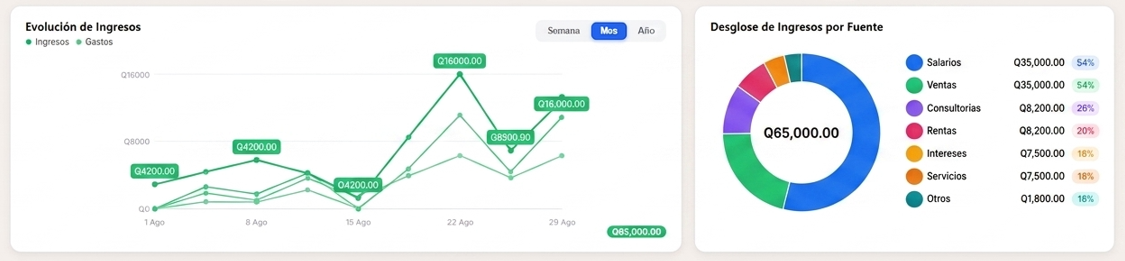 Evolución de Ingresos
Ingresos Gastos
Semana Mos Año
Q16000.00
Q16000
Q16,000.00
G8S00.90
Q8000
Q4200.00
Q4200.00
Q4200.00
Q0
1 Ago 8 Ago 15 Ago 22 Ago 29 Ago
Q65,000.00
Desglose de Ingresos por Fuente
Q65,000.00
Salarios Q35,000.00 54%
Ventas Q35,000.00 54%
Consultorias Q8,200.00 26%
Rentas Q8,200.00 20%
Intereses Q7,500.00 18%
Servicios Q7,500.00 18%
Otros Q1,800.00 16%